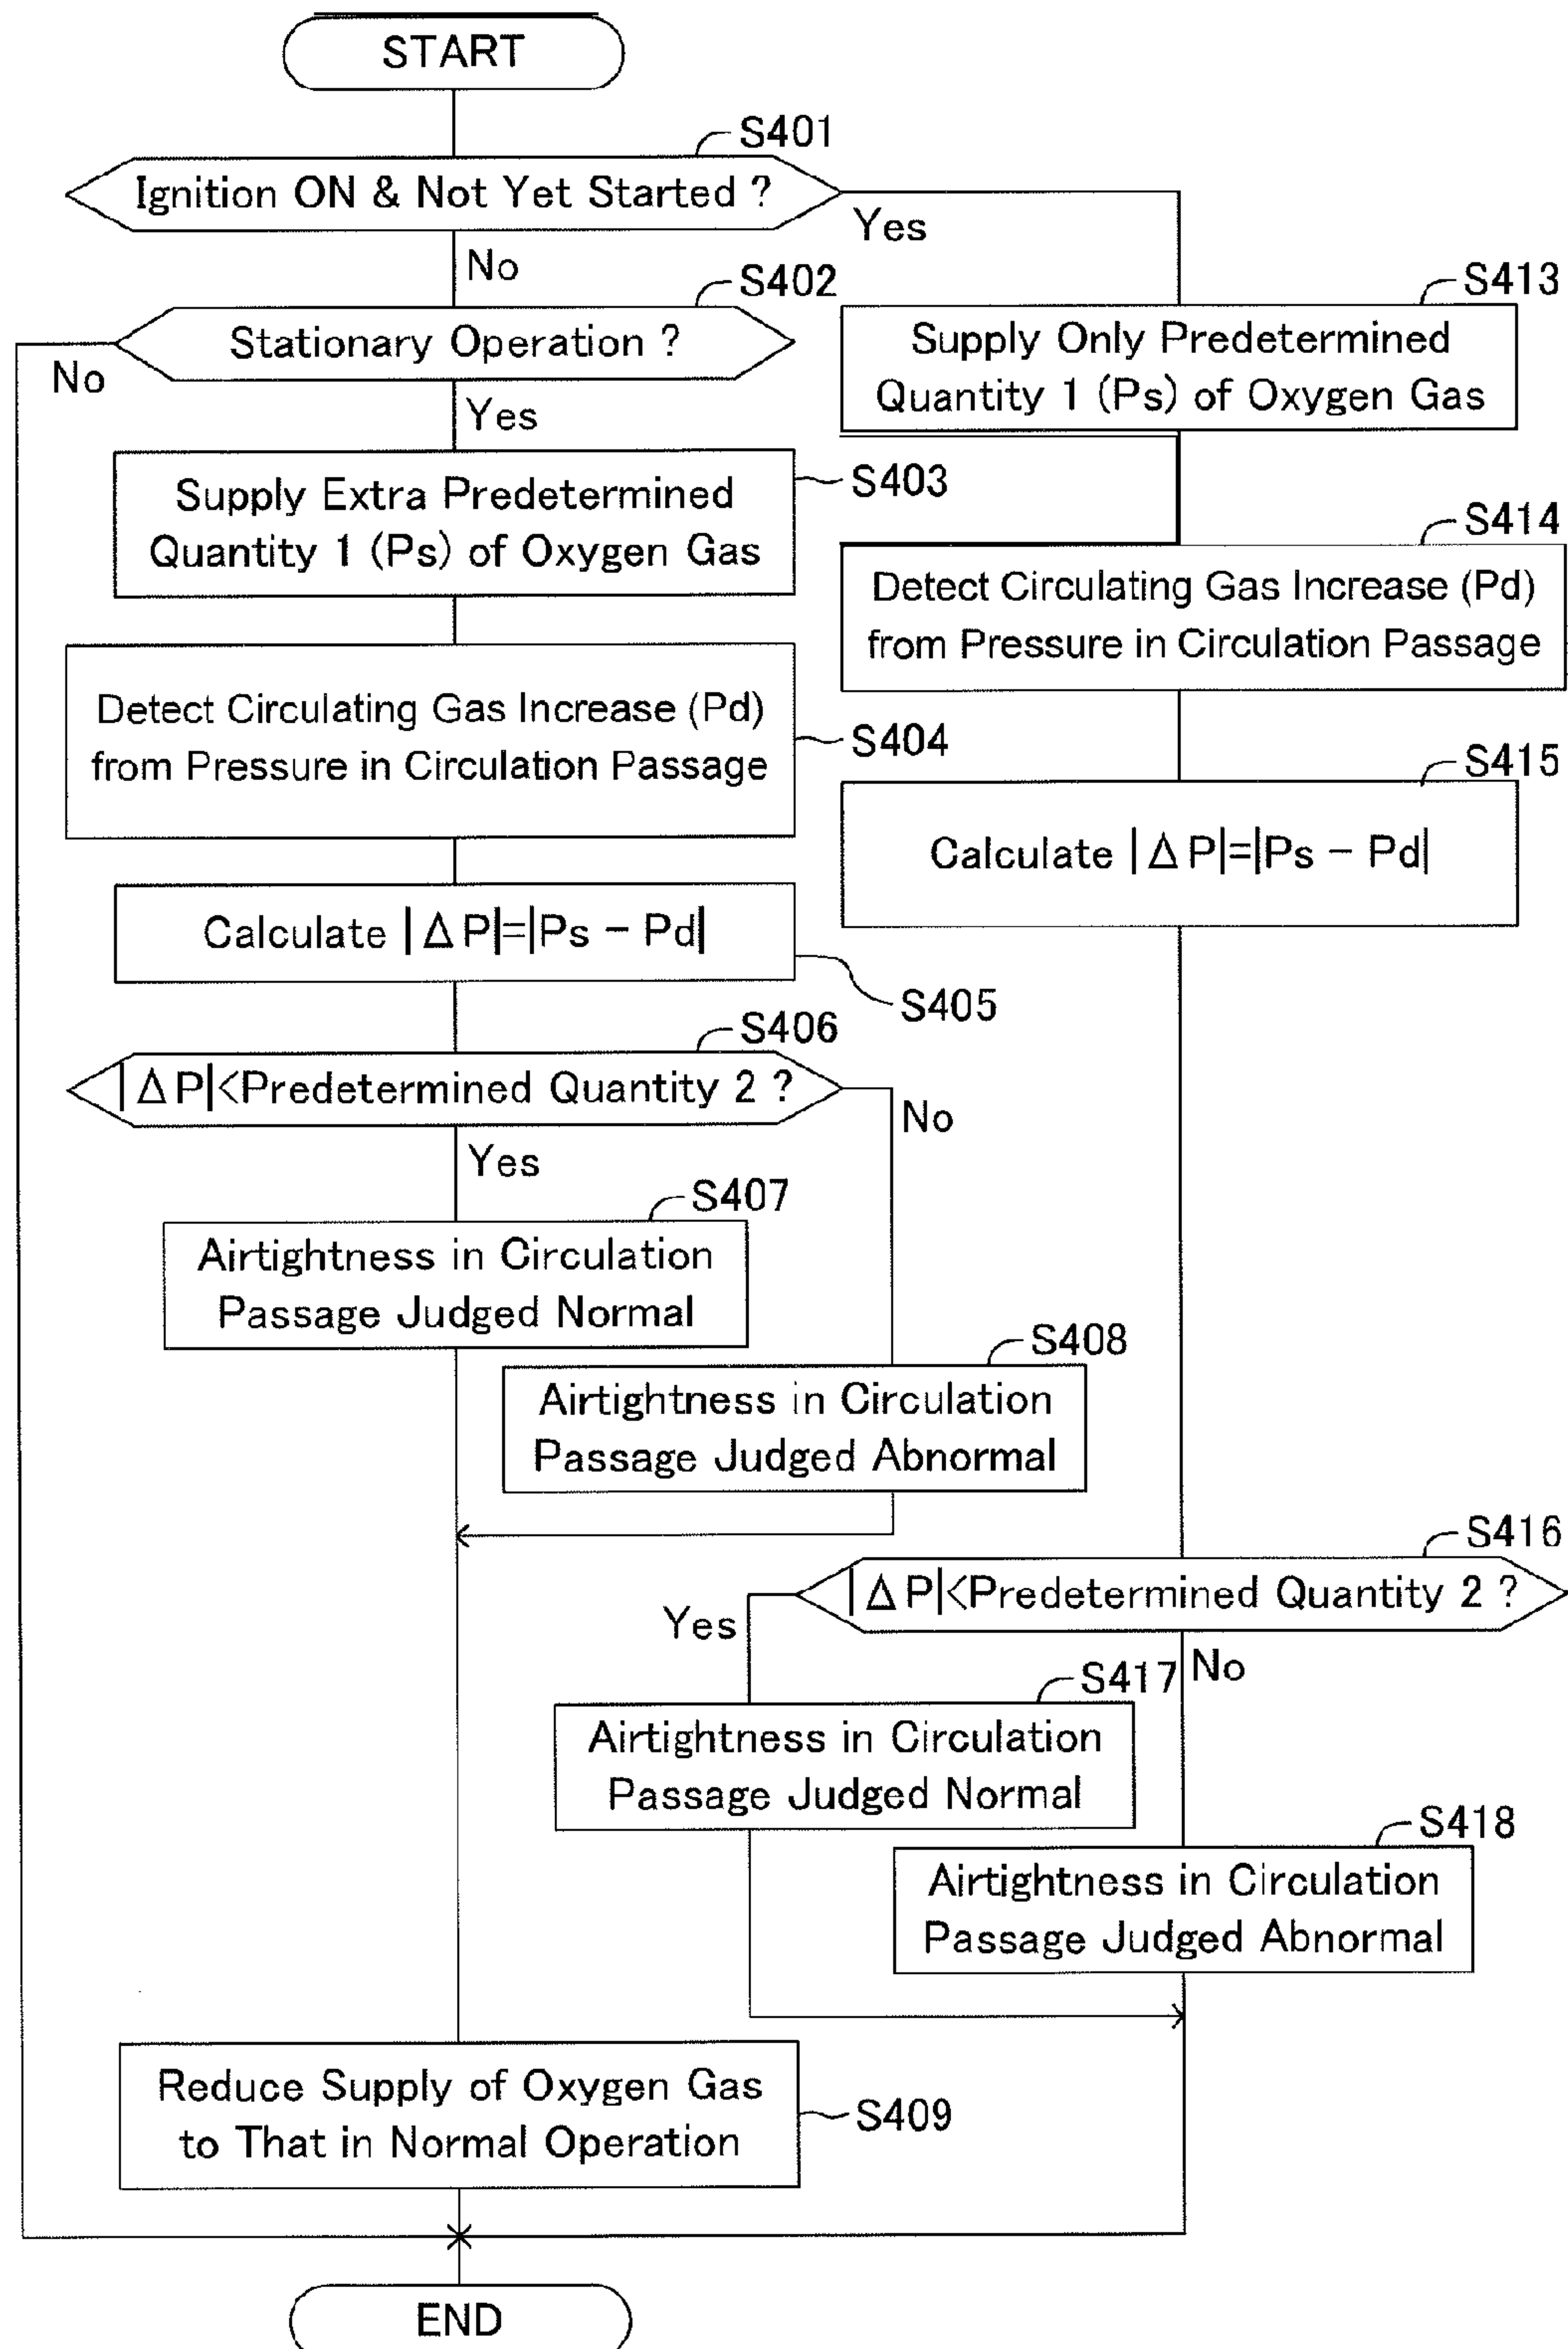 START
S401
Ignition ON & Not Yet Started ?
Yes
No
S402
Stationary Operation ?
No
Yes
S413
Supply Only Predetermined
Quantity 1 (Ps) of Oxygen Gas
Supply Extra Predetermined
Quantity 1 (Ps) of Oxygen Gas
S403
S414
Detect Circulating Gas Increase (Pd)
from Pressure in Circulation Passage
Detect Circulating Gas Increase (Pd)
from Pressure in Circulation Passage
S404
S415
Calculate |Δ P|=|Ps − Pd|
Calculate |Δ P|=|Ps − Pd|
S405
S406
|Δ P|<Predetermined Quantity 2 ?
No
Yes
S407
Airtightness in Circulation
Passage Judged Normal
S408
Airtightness in Circulation
Passage Judged Abnormal
S416
|Δ P|<Predetermined Quantity 2 ?
Yes
No
S417
Airtightness in Circulation
Passage Judged Normal
S418
Airtightness in Circulation
Passage Judged Abnormal
Reduce Supply of Oxygen Gas
to That in Normal Operation
S409
END